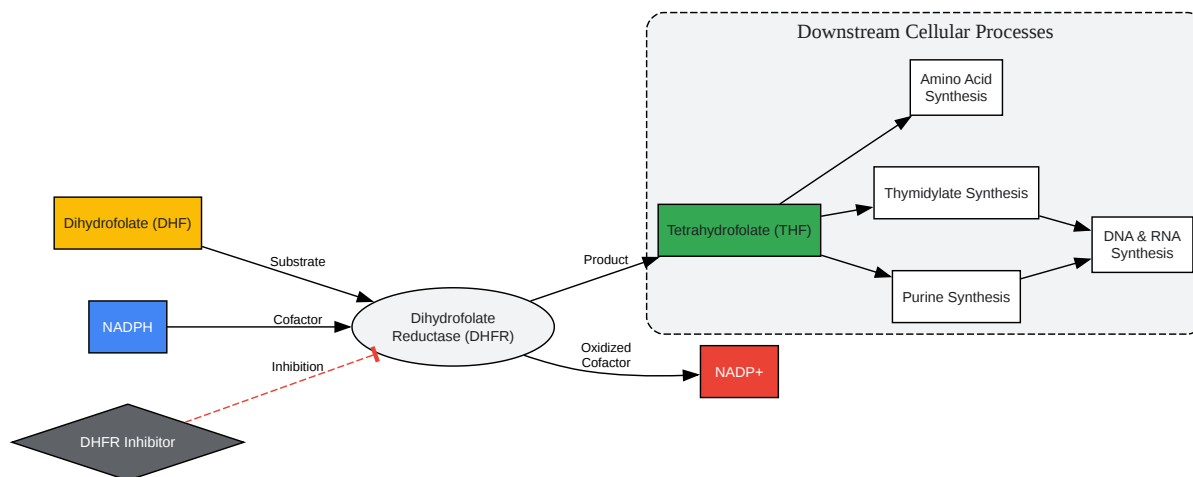 Downstream Cellular Processes
Amino Acid
Synthesis
Dihydrofolate (DHF)
Thymidylate Synthesis
Tetrahydrofolate (THF)
DNA & RNA
Synthesis
Substrate
Product
Purine Synthesis
NADPH
Cofactor
Dihydrofolate
Reductase (DHFR)
Inhibition
Oxidized
Cofactor
NADP+
DHFR Inhibitor